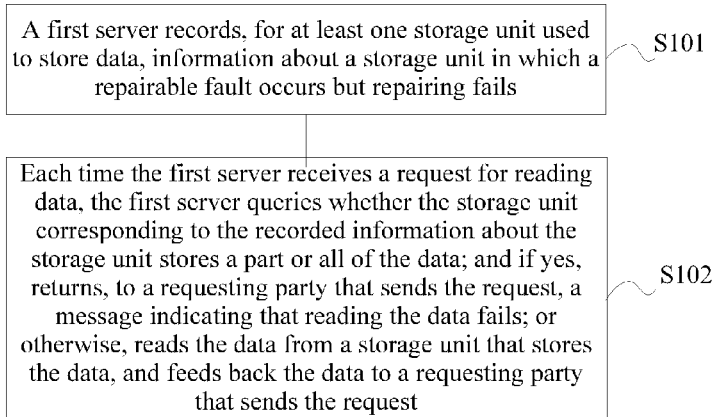 A first server records, for at least one storage unit used
to store data, information about a storage unit in which a
repairable fault occurs but repairing fails
S101
Each time the first server receives a request for reading
data, the first server queries whether the storage unit
corresponding to the recorded information about the
storage unit stores a part or all of the data; and if yes,
returns, to a requesting party that sends the request, a
message indicating that reading the data fails; or
otherwise, reads the data from a storage unit that stores
the data, and feeds back the data to a requesting party
that sends the request
S102